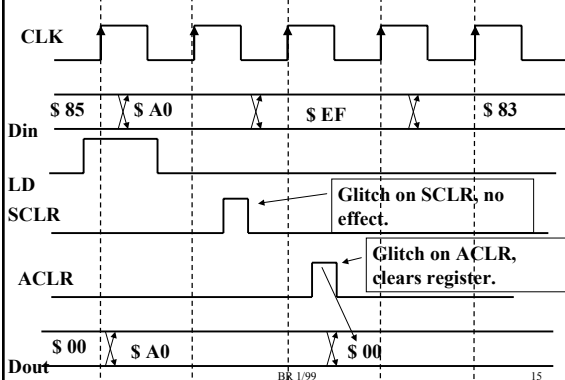 CLK
$ 85 $ A0 $ EF $ 83
Din
LD
SCLR
Glitch on SCLR, no
effect.
ACLR
Glitch on ACLR,
clears register.
$ 00 $ A0 $ 00
Dout
BR 1/99 15